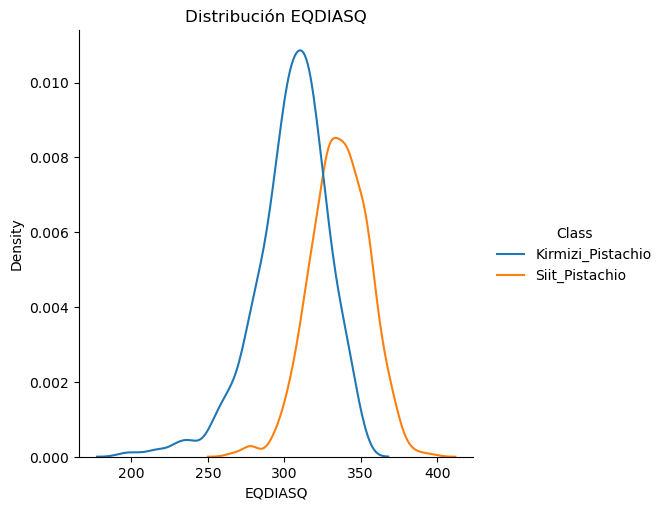 Distribución EQDIASQ
0.010
0.008
0.006
0.004
0.002
0.000
Density
200 250 300 350 400
EQDIASQ
Class
Kirmizi_Pistachio
Siit_Pistachio